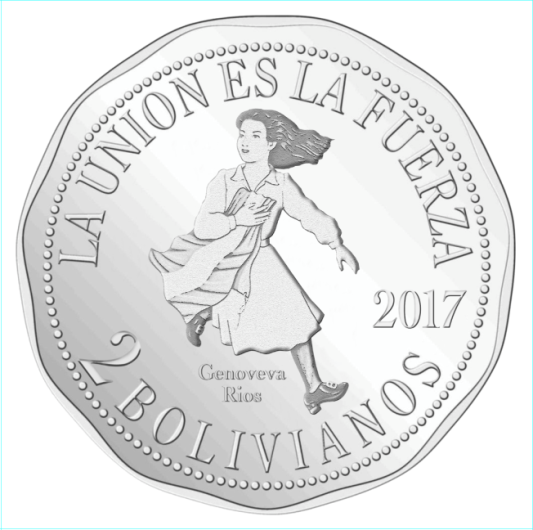 LA UNION ES LA FUERZA
2017
Genoveva
Rios
2 BOLIVIANOS